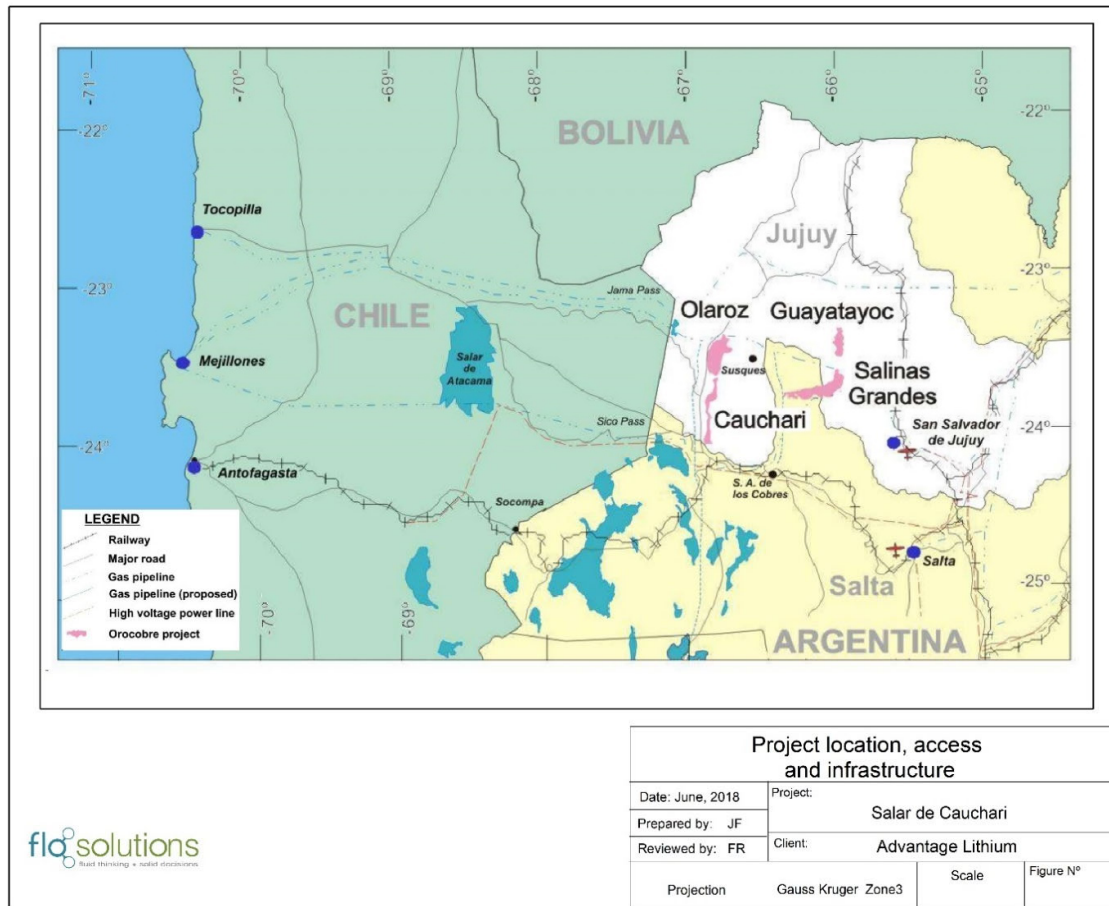 -71°
-70°
-69°
-68°
-67°
-66°
-65°
-22°
-22°
BOLIVIA
Tocopilla
Jujuy
-23°
-23°
Jama Pass
CHILE
Olaroz
Guayatayoc
Mejillones
Salar
de
Atacama
Susques
Salinas
Grandes
Cauchari
Sico Pass
San Salvador
de Jujuy
-24°
-24°
Antofagasta
S. A. de
los Cobres
Socompa
LEGEND
Railway
Major road
Gas pipeline
Gas pipeline (proposed)
High voltage power line
Orocobre project
Salta
-25°
Salta
-70°
-69°
ARGENTINA
Project location, access
and infrastructure
Date: June, 2018
Project:
Salar de Cauchari
Prepared by: JF
Reviewed by: FR
Client:
Advantage Lithium
Projection
Gauss Kruger Zone3
Scale
Figure Nº
flo solutions
fluid thinking + solid decisions